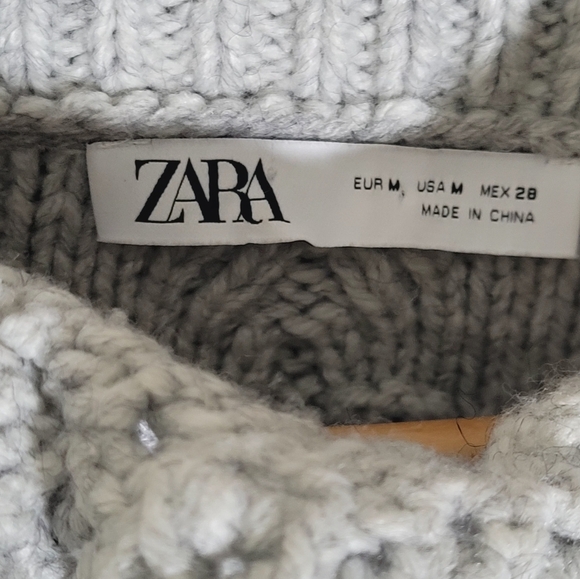 ZARA
EUR M, USA M MEX 28
MADE IN CHINA